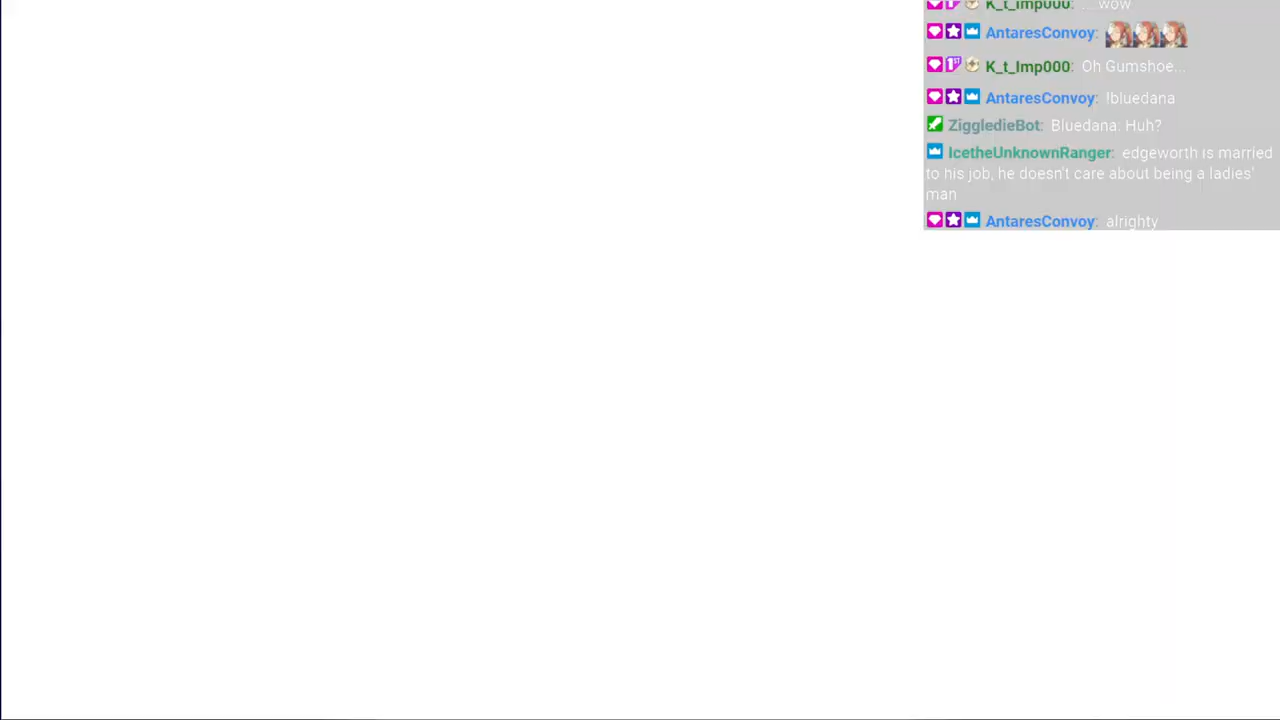 K_t_Imp000: ...wow
AntaresConvoy:
1ST K_t_Imp000: Oh Gumshoe...
AntaresConvoy: !bluedana
ZiggledieBot: Bluedana: Huh?
IcetheUnknownRanger: edgeworth is married
to his job, he doesn't care about being a ladies'
man
AntaresConvoy: alrighty